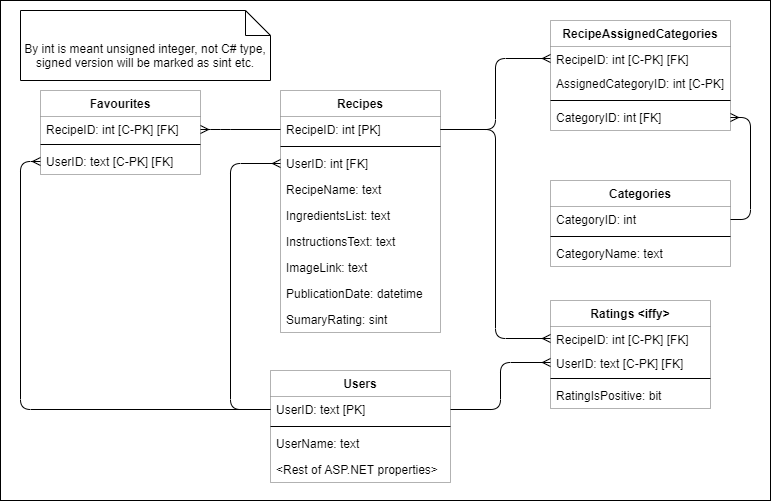 By int is meant unsigned integer, not C# type,
signed version will be marked as sint etc.
Favourites
RecipeID: int [C-PK] [FK]
UserID: text [C-PK] [FK]
Recipes
RecipeID: int [PK]
UserID: int [FK]
RecipeName: text
IngredientsList: text
InstructionsText: text
ImageLink: text
PublicationDate: datetime
SumaryRating: sint
RecipeAssignedCategories
RecipeID: int [C-PK] [FK]
AssignedCategoryID: int [C-PK]
CategoryID: int [FK]
Categories
CategoryID: int
CategoryName: text
Ratings <iffy>
RecipeID: int [C-PK] [FK]
UserID: text [C-PK] [FK]
RatingIsPositive: bit
Users
UserID: text [PK]
UserName: text
<Rest of ASP.NET properties>